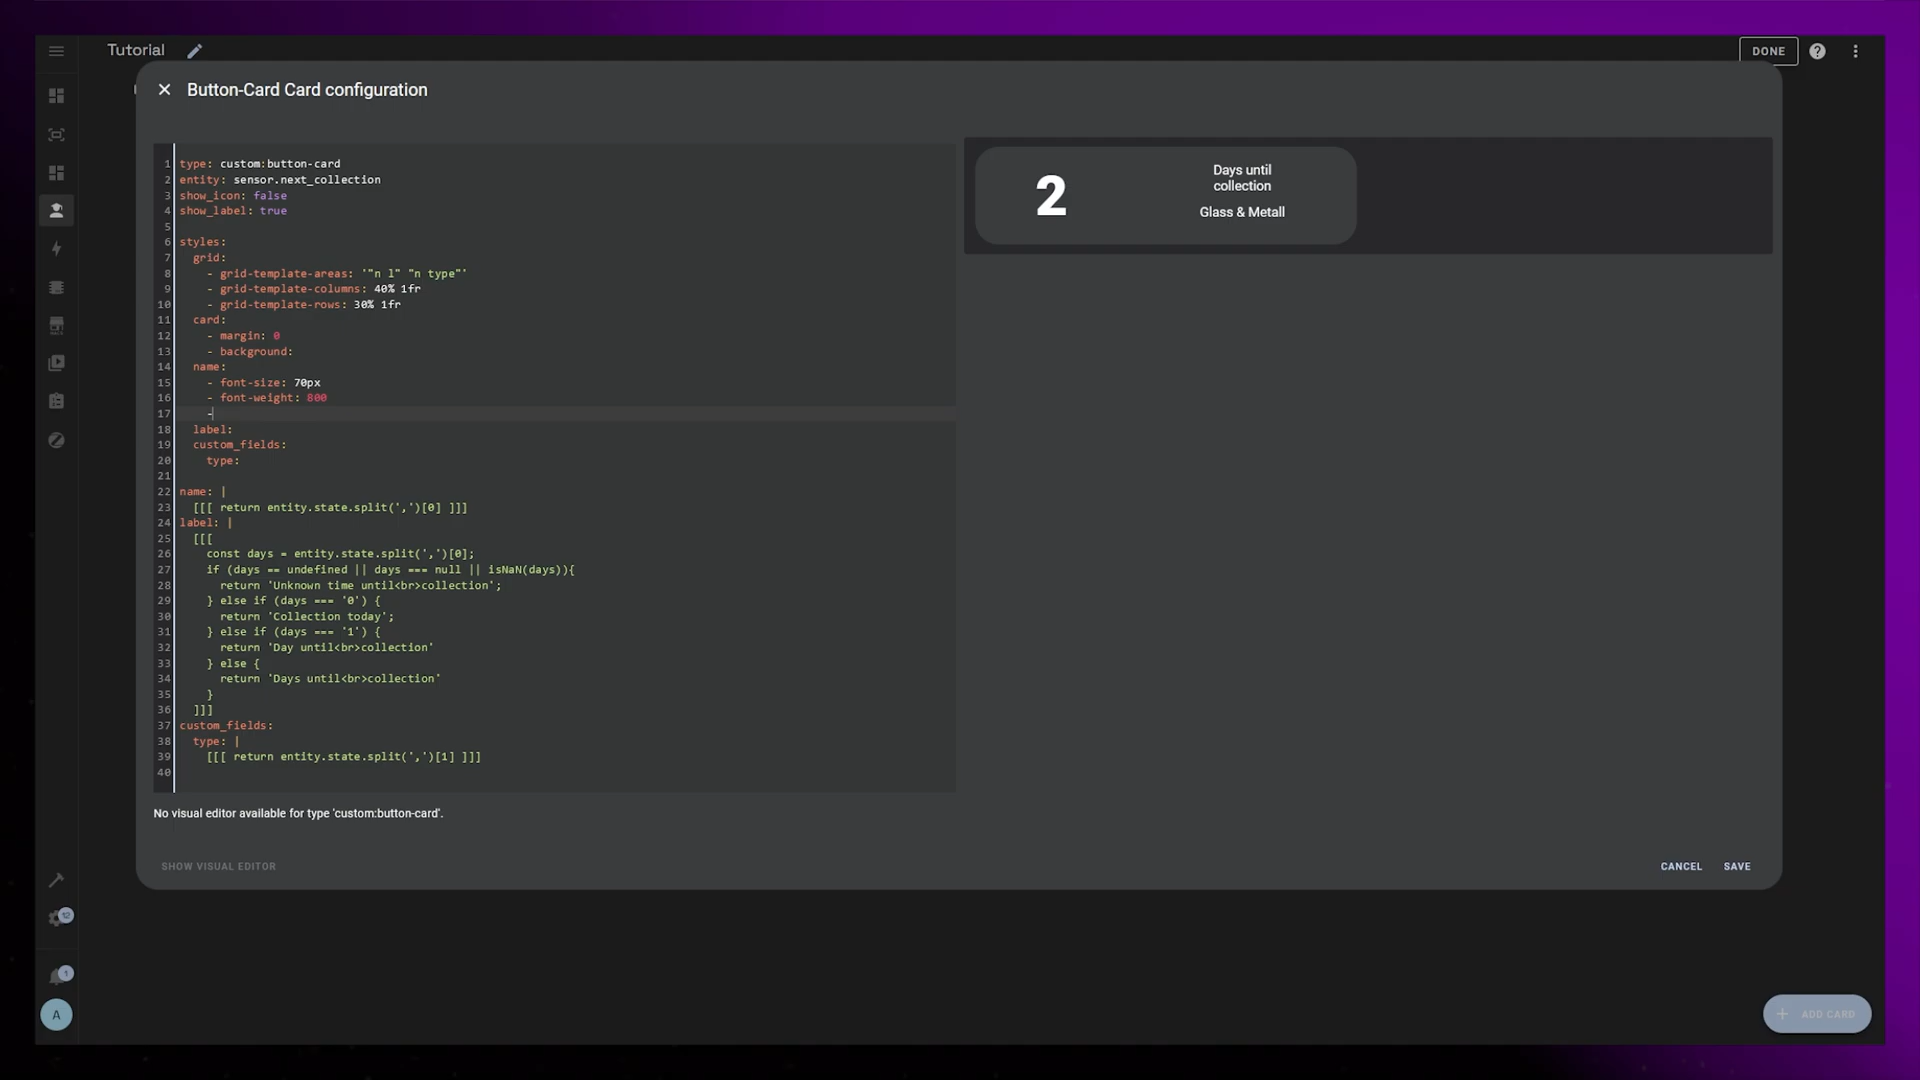 Tutorial
DONE
Button-Card Card configuration
1 type: custom:button-card
2 entity: sensor.next_collection
3 show_icon: false
4 show_label: true
5
6 styles:
7   grid:
8     - grid-template-areas: '"n l" "n type"'
9     - grid-template-columns: 40% 1fr
10     - grid-template-rows: 30% 1fr
11   card:
12     - margin: 0
13     - background:
14   name:
15     - font-size: 70px
16     - font-weight: 800
17     -
18   label:
19   custom_fields:
20     type:
21
22 name: |
23   [[[ return entity.state.split(',')[0] ]]]
24 label: |
25   [[[
26     const days = entity.state.split(',')[0];
27     if (days == undefined || days === null || isNaN(days)){
28       return 'Unknown time until<br>collection';
29     } else if (days === '0') {
30       return 'Collection today';
31     } else if (days === '1') {
32       return 'Day until<br>collection'
33     } else {
34       return 'Days until<br>collection'
35     }
36   ]]]
37 custom_fields:
38   type: |
39     [[[ return entity.state.split(',')[1] ]]]
40
2
Days until
collection
Glass & Metall
No visual editor available for type 'custom:button-card'.
SHOW VISUAL EDITOR
CANCEL
SAVE
1
A
ADD CARD